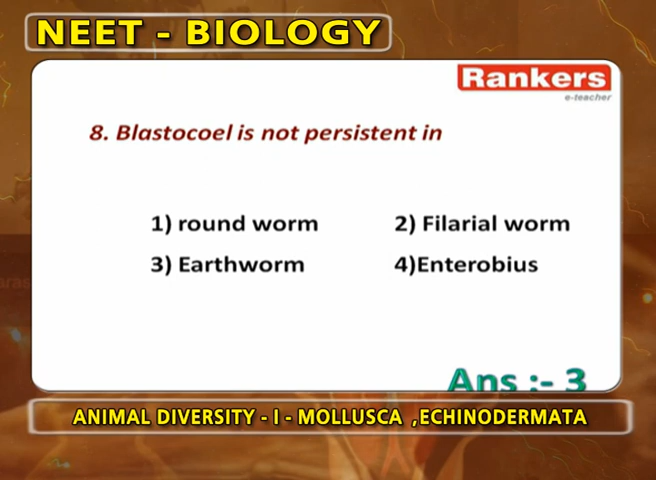 NEET - BIOLOGY
Rankers
e-teacher
8. Blastocoel is not persistent in
1) round worm 2) Filarial worm
3) Earthworm 4)Enterobius
Ans :- 3
ANIMAL DIVERSITY - I - MOLLUSCA ,ECHINODERMATA